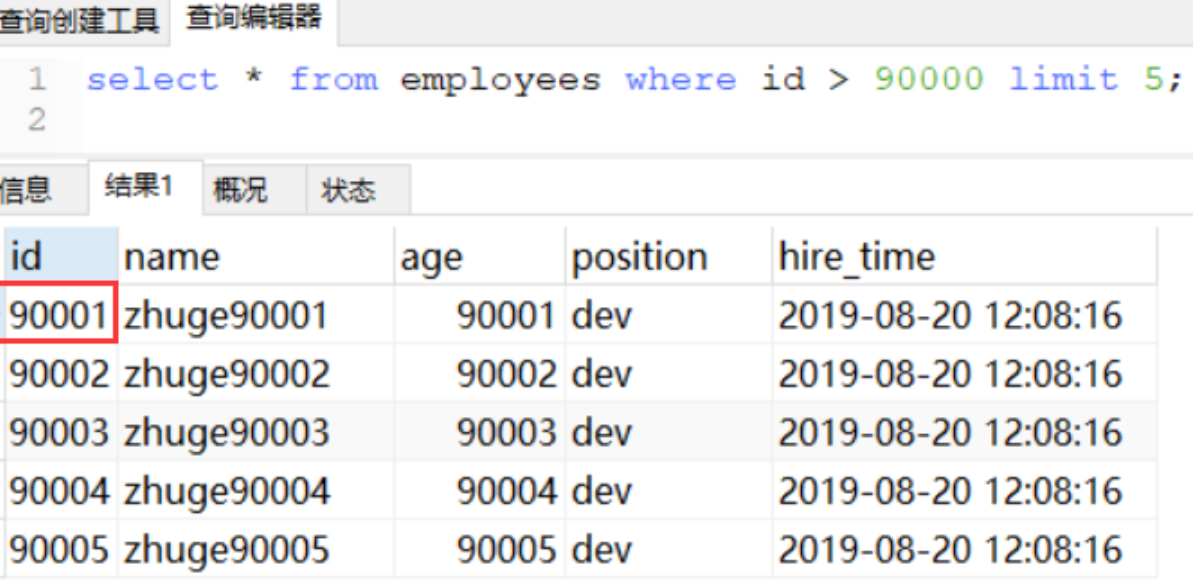 查询创建工具 查询编辑器
1 select * from employees where id > 90000 limit 5;
2
信息 结果1 概况 状态
id name age position hire_time
90001 zhuge90001 90001 dev 2019-08-20 12:08:16
90002 zhuge90002 90002 dev 2019-08-20 12:08:16
90003 zhuge90003 90003 dev 2019-08-20 12:08:16
90004 zhuge90004 90004 dev 2019-08-20 12:08:16
90005 zhuge90005 90005 dev 2019-08-20 12:08:16